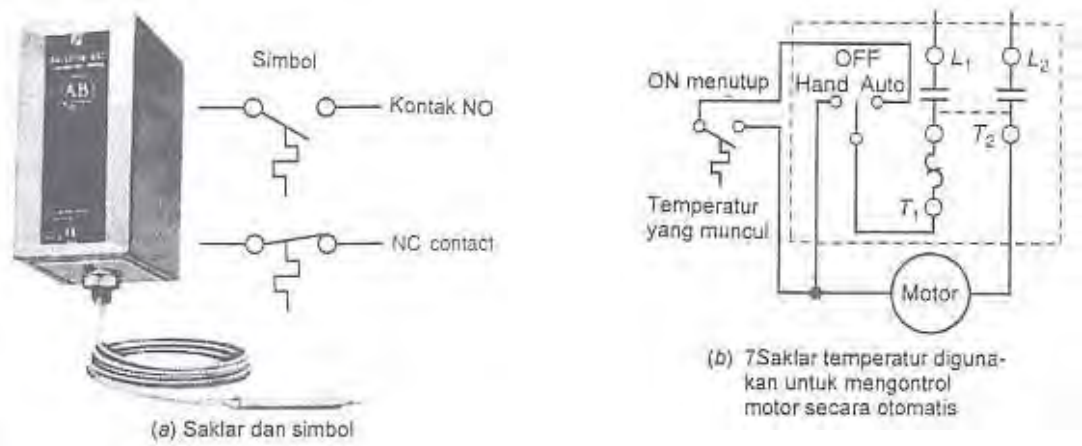 AB
Simbol
Kontak NO
NC contact
(a) Saklar dan simbol
OFF
Hand Auto
ON menutup
L1
L2
T2
T1
Temperatur
yang muncul
Motor
(b) 7Saklar temperatur diguna-
kan untuk mengontrol
motor secara otomatis